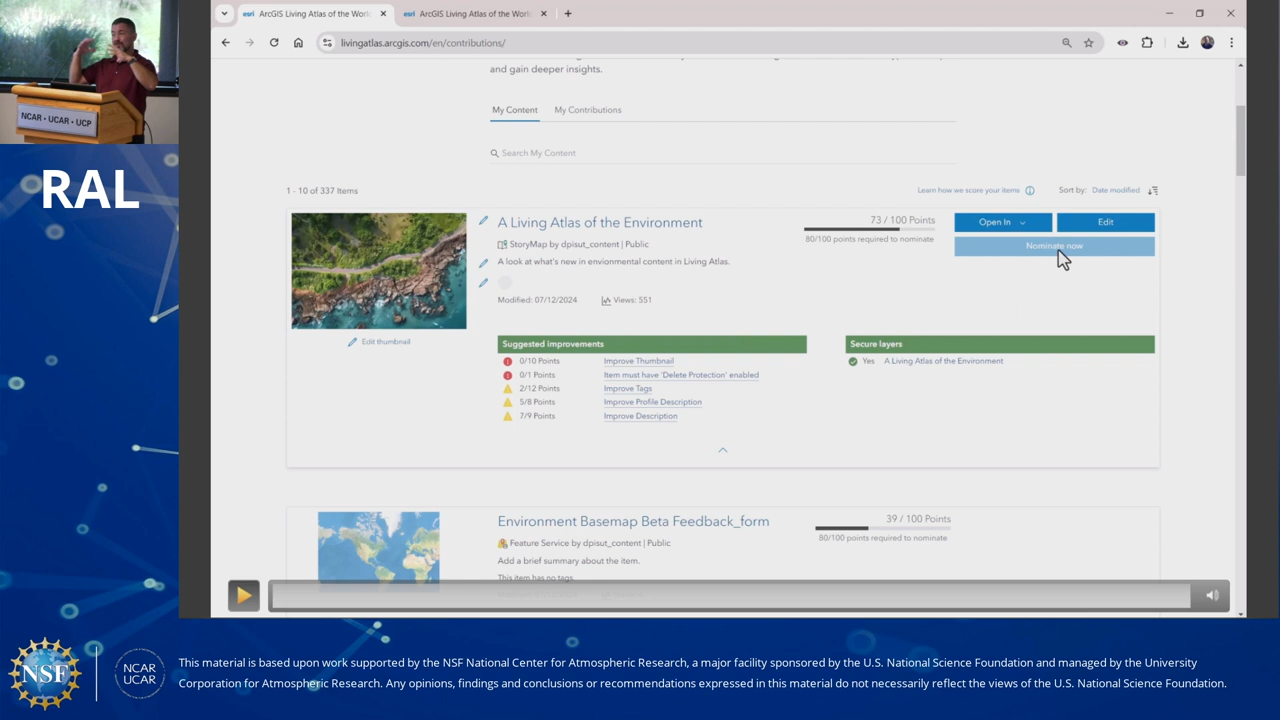 ArcGIS Living Atlas of the Worl
ArcGIS Living Atlas of the World
livingatlas.arcgis.com/en/contributions/
and gain deeper insights.
My Content
My Contributions
Search My Content
1 - 10 of 337 Items
Learn how we score your items
Sort by: Date modified
A Living Atlas of the Environment
StoryMap by dpisut_content | Public
A look at what's new in envionmental content in Living Atlas.
Modified: 07/12/2024
Views: 551
73 / 100 Points
80/100 points required to nominate
Open In
Edit
Nominate now
Edit thumbnail
Suggested improvements
0/10 Points Improve Thumbnail
0/1 Points Item must have 'Delete Protection' enabled
2/12 Points Improve Tags
5/8 Points Improve Profile Description
7/9 Points Improve Description
Secure layers
Yes A Living Atlas of the Environment
Environment Basemap Beta Feedback_form
Feature Service by dpisut_content | Public
Add a brief summary about the item.
This item has no tags
39 / 100 Points
80/100 points required to nominate
NCAR • UCAR • UCP
RAL
NSF
NCAR
UCAR
This material is based upon work supported by the NSF National Center for Atmospheric Research, a major facility sponsored by the U.S. National Science Foundation and managed by the University
Corporation for Atmospheric Research. Any opinions, findings and conclusions or recommendations expressed in this material do not necessarily reflect the views of the U.S. National Science Foundation.